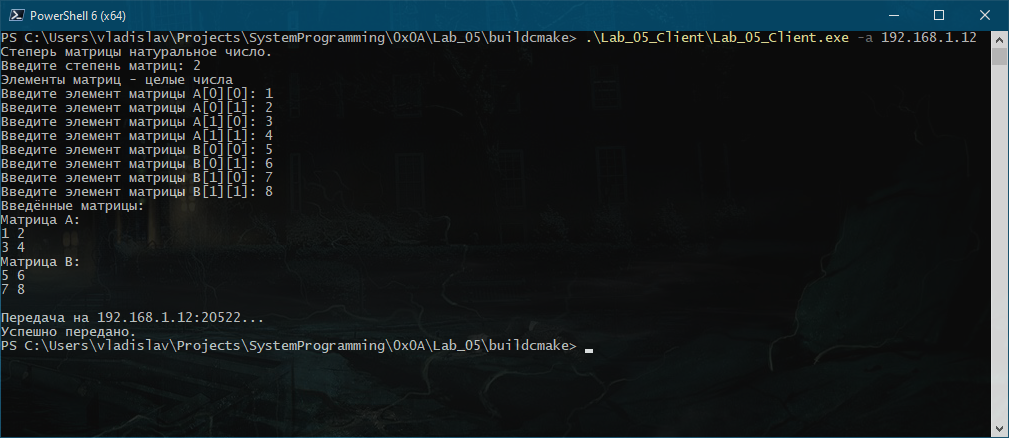 PowerShell 6 (x64)
PS C:\Users\vladislav\Projects\SystemProgramming\0x0A\Lab_05\buildcmake> .\Lab_05_Client\Lab_05_Client.exe -a 192.168.1.12
Степерь матрицы натуральное число.
Введите степень матриц: 2
Элементы матриц - целые числа
Введите элемент матрицы A[0][0]: 1
Введите элемент матрицы A[0][1]: 2
Введите элемент матрицы A[1][0]: 3
Введите элемент матрицы A[1][1]: 4
Введите элемент матрицы B[0][0]: 5
Введите элемент матрицы B[0][1]: 6
Введите элемент матрицы B[1][0]: 7
Введите элемент матрицы B[1][1]: 8
Введённые матрицы:
Матрица A:
1 2
3 4
Матрица B:
5 6
7 8
Передача на 192.168.1.12:20522...
Успешно передано.
PS C:\Users\vladislav\Projects\SystemProgramming\0x0A\Lab_05\buildcmake>